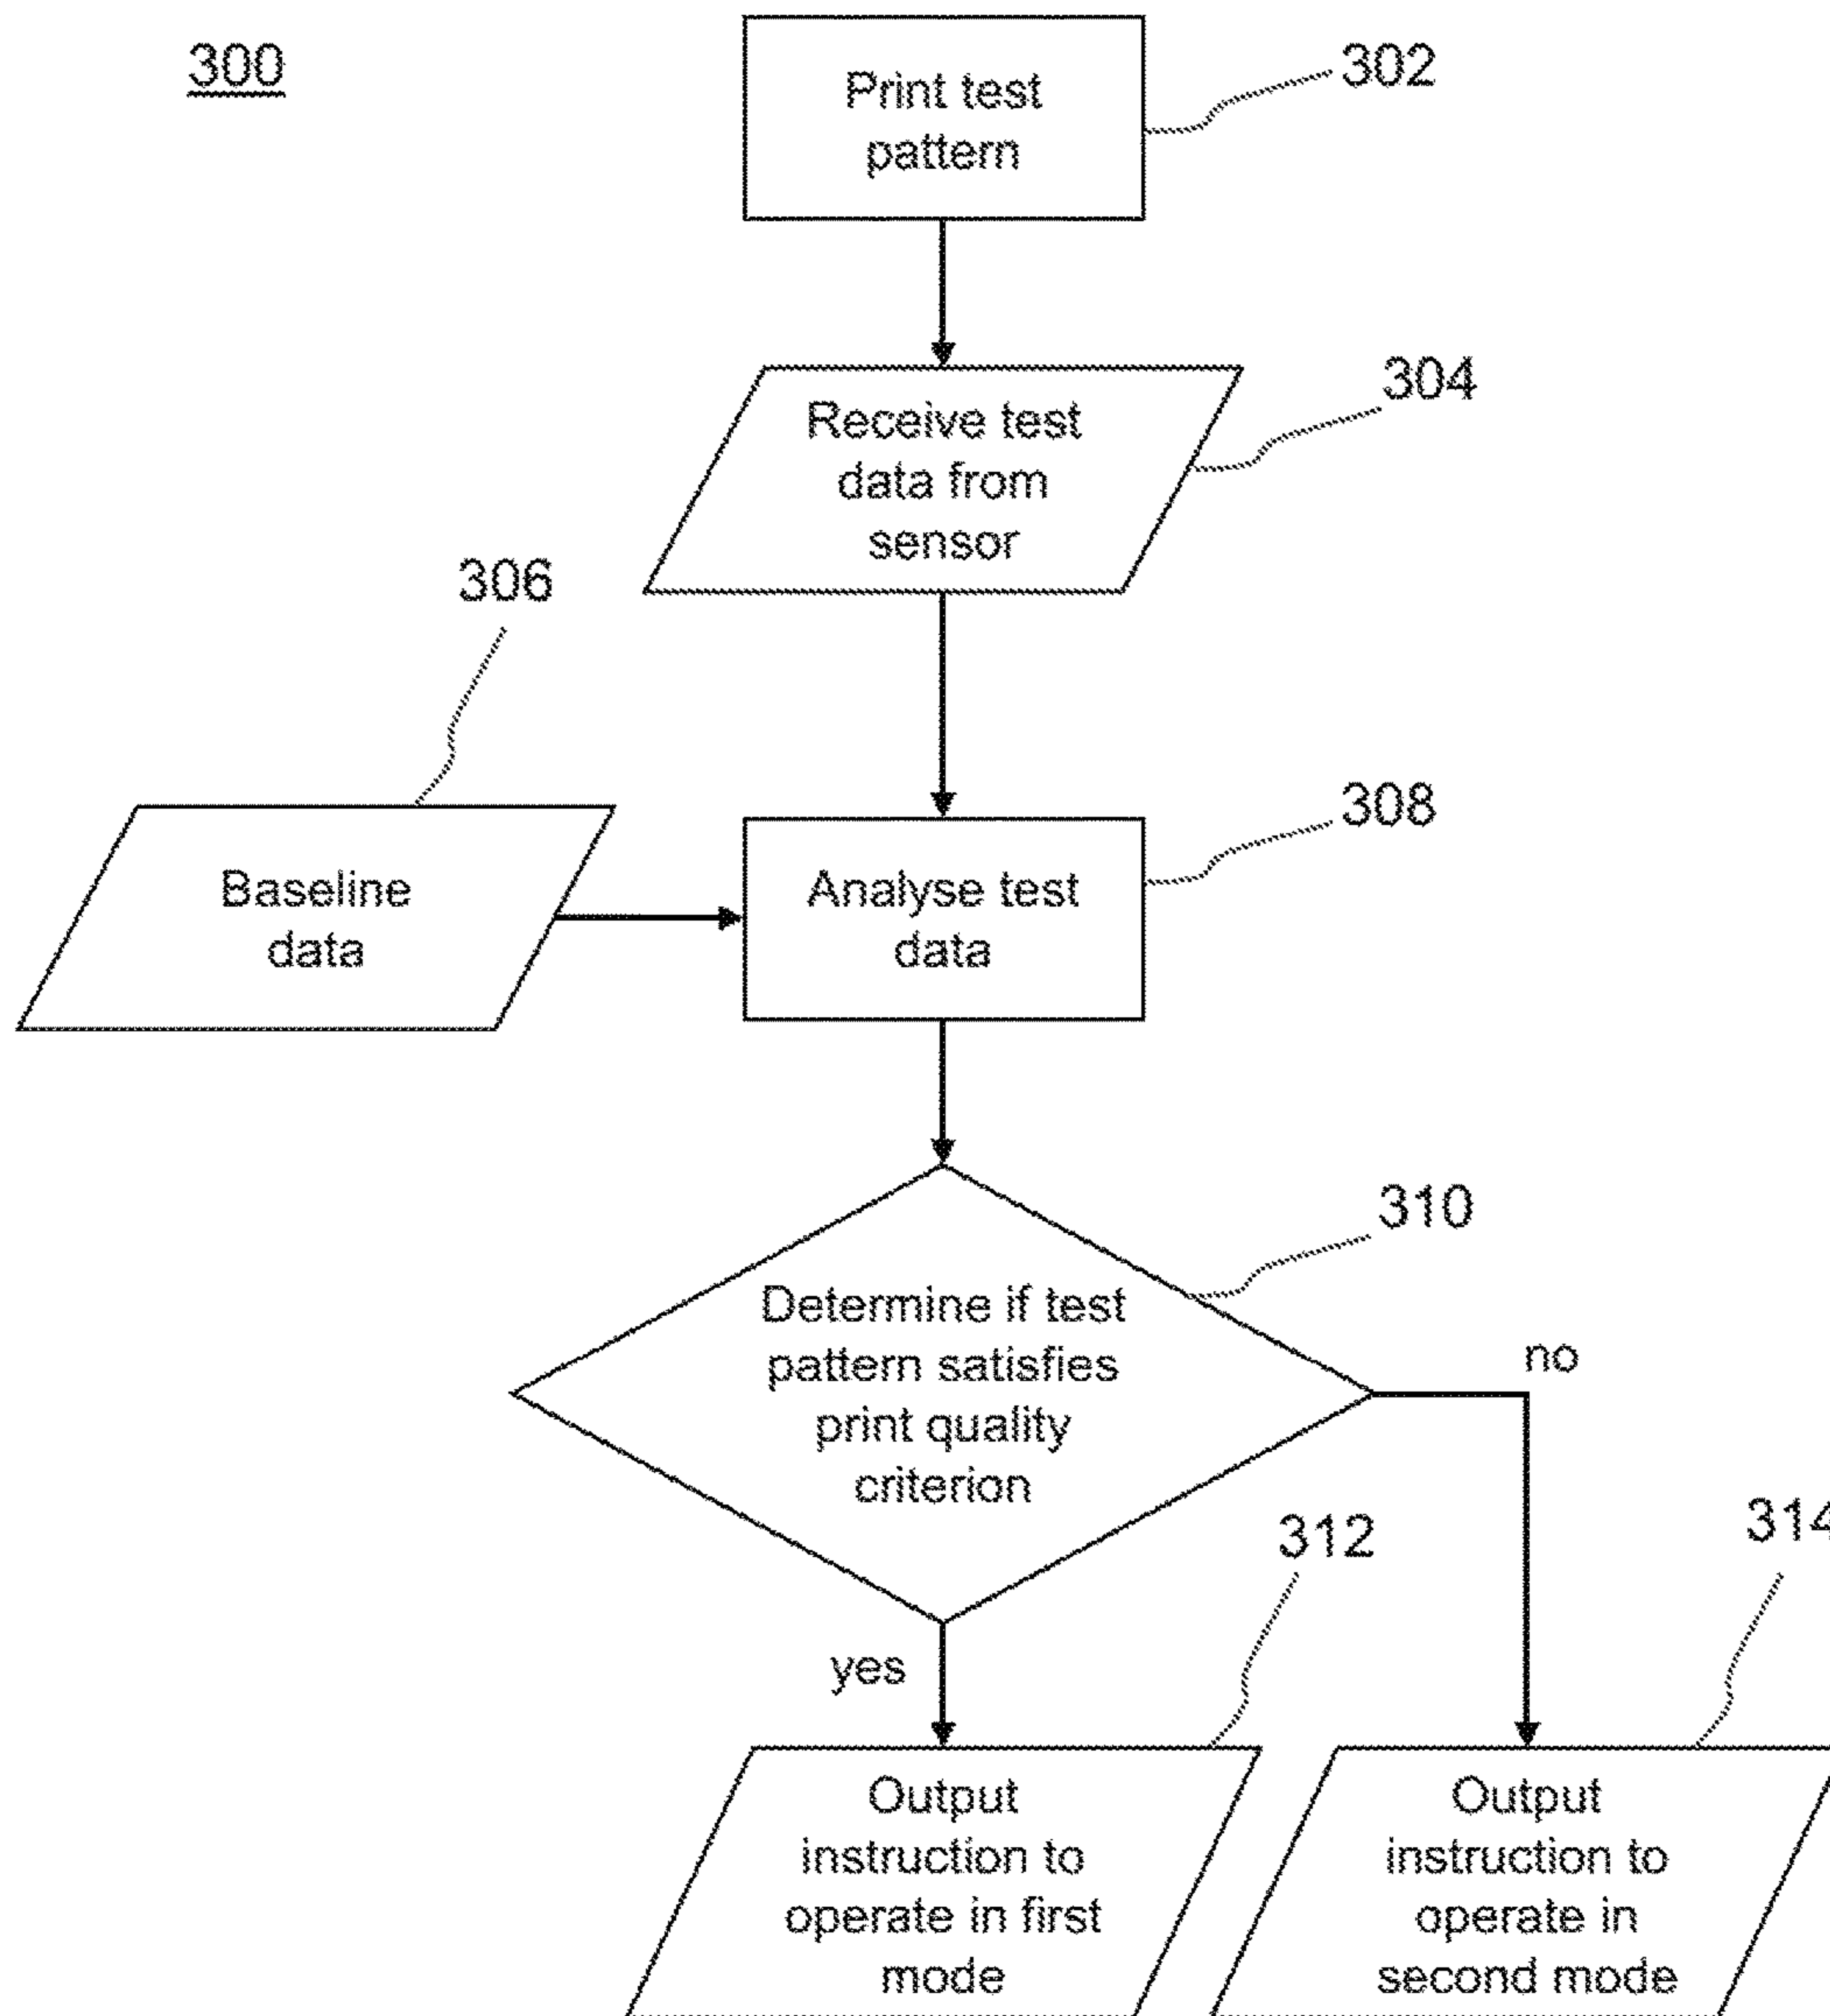 300
302
Print test
pattern
304
Receive test
data from
sensor
306
Baseline
data
308
Analyse test
data
310
Determine if test
pattern satisfies
print quality
criterion
no
yes
312
314
Output
instruction to
operate in first
mode
Output
instruction to
operate in
second mode